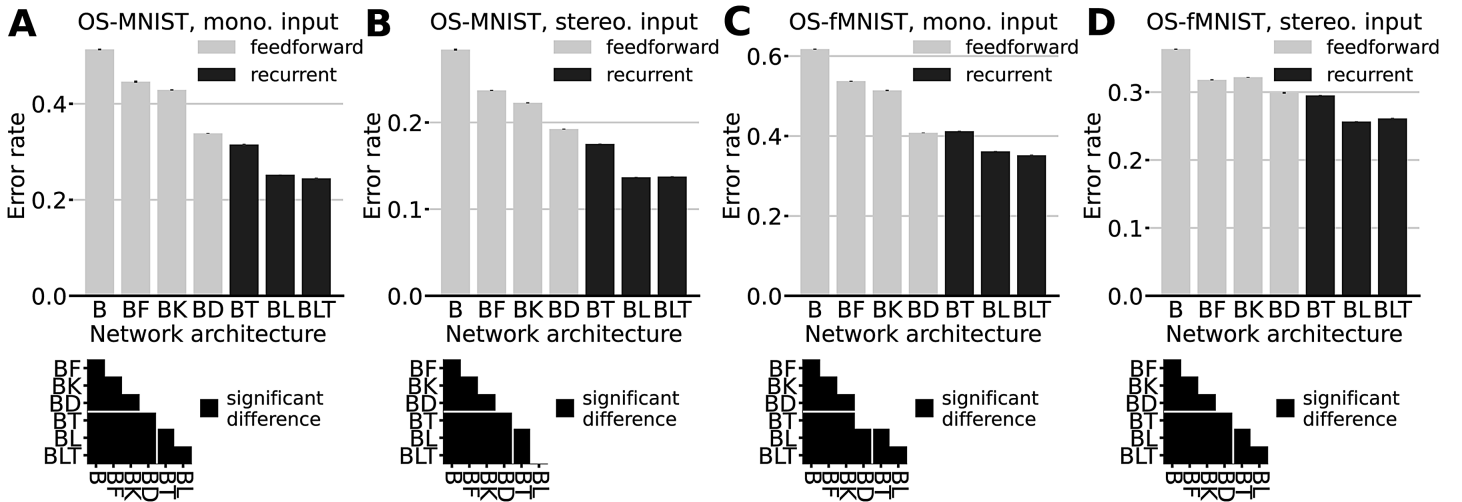 A
OS-MNIST, mono. input
feedforward
recurrent
Error rate
0.4
0.2
0.0
B BF BK BD BT BL BLT
Network architecture
BF
BK
BD
BT
BL
BLT
significant
difference
B BF BK BD BT BL
B
OS-MNIST, stereo. input
feedforward
recurrent
Error rate
0.2
0.1
0.0
B BF BK BD BT BL BLT
Network architecture
BF
BK
BD
BT
BL
BLT
significant
difference
B BF BK BD BT BL
C
OS-fMNIST, mono. input
feedforward
recurrent
Error rate
0.6
0.4
0.2
0.0
B BF BK BD BT BL BLT
Network architecture
BF
BK
BD
BT
BL
BLT
significant
difference
B BF BK BD BT BL
D
OS-fMNIST, stereo. input
feedforward
recurrent
Error rate
0.3
0.2
0.1
0.0
B BF BK BD BT BL BLT
Network architecture
BF
BK
BD
BT
BL
BLT
significant
difference
B BF BK BD BT BL